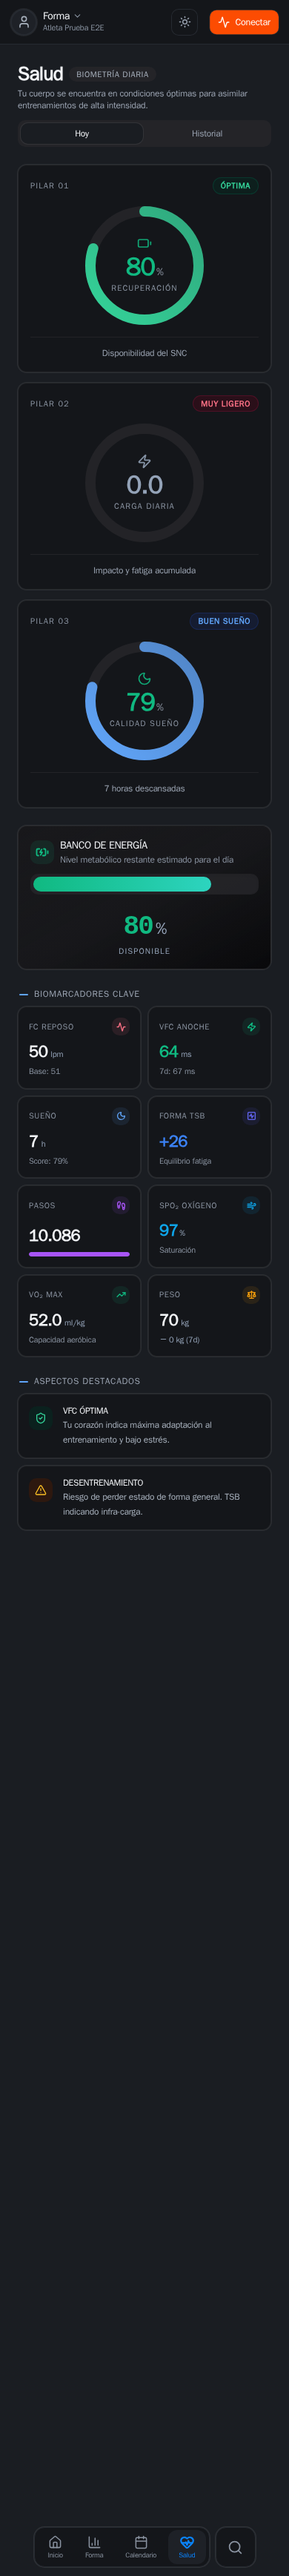 Forma
Atleta Prueba E2E
Conectar
Salud BIOMETRÍA DIARIA
Tu cuerpo se encuentra en condiciones óptimas para asimilar
entrenamientos de alta intensidad.
Hoy Historial
PILAR 01 ÓPTIMA
80%
RECUPERACIÓN
Disponibilidad del SNC
PILAR 02 MUY LIGERO
0.0
CARGA DIARIA
Impacto y fatiga acumulada
PILAR 03 BUEN SUEÑO
79%
CALIDAD SUEÑO
7 horas descansadas
BANCO DE ENERGÍA
Nivel metabólico restante estimado para el día
80%
DISPONIBLE
BIOMARCADORES CLAVE
FC REPOSO
50 lpm
Base: 51
VFC ANOCHE
64 ms
7d: 67 ms
SUEÑO
7 h
Score: 79%
FORMA TSB
+26
Equilibrio fatiga
PASOS
10.086
SPO₂ OXÍGENO
97%
Saturación
VO₂ MAX
52.0 ml/kg
Capacidad aeróbica
PESO
70 kg
— 0 kg (7d)
ASPECTOS DESTACADOS
VFC ÓPTIMA
Tu corazón indica máxima adaptación al
entrenamiento y bajo estrés.
DESENTRENAMIENTO
Riesgo de perder estado de forma general. TSB
indicando infra-carga.
Inicio Forma Calendario Salud